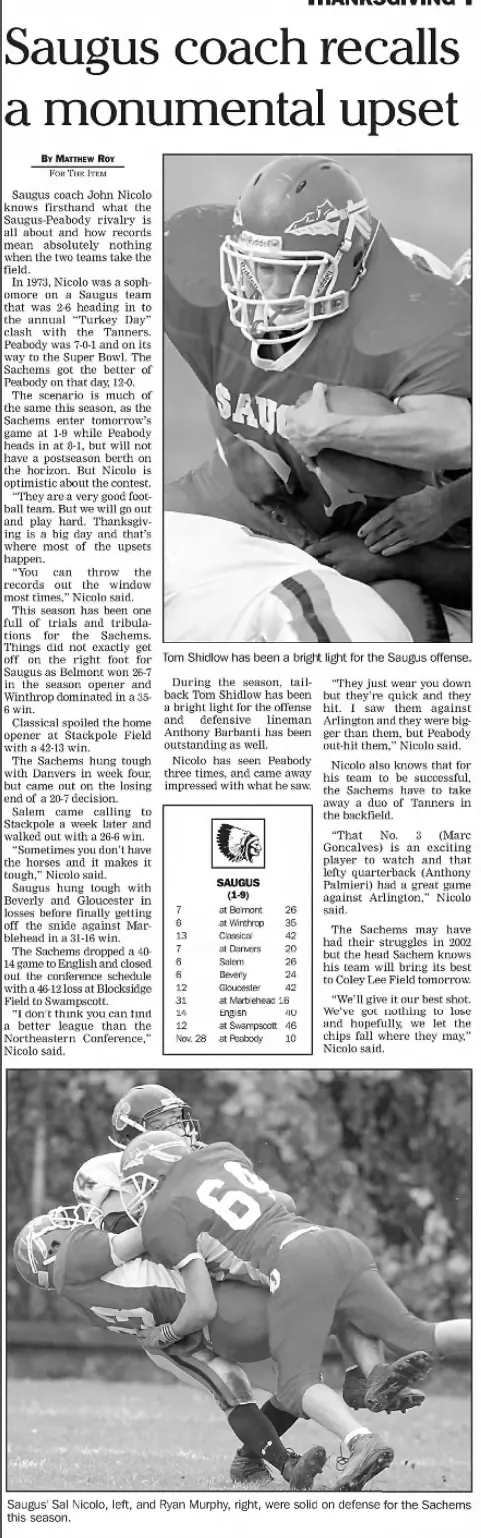 THANKSGIVING
Saugus coach recalls
a monumental upset
BY MATTHEW ROY
FOR THE ITEM
Saugus coach John Nicolo
knows firsthand what the
Saugus-Peabody rivalry is
all about and how records
mean absolutely nothing
when the two teams take the
field.
In 1973, Nicolo was a soph-
omore on a Saugus team
that was 2-6 heading in to
the annual “Turkey Day”
clash with the Tanners.
Peabody was 7-0-1 and on its
way to the Super Bowl. The
Sachems got the better of
Peabody on that day, 12-0.
The scenario is much of
the same this season, as the
Sachems enter tomorrow's
game at 1-9 while Peabody
heads in at 8-1, but will not
have a postseason berth on
the horizon. But Nicolo is
optimistic about the contest.
“They are a very good foot-
ball team. But we will go out
and play hard. Thanksgiv-
ing is a big day and that's
where most of the upsets
happen.
“You can throw the
records out the window
most times,” Nicolo said.
This season has been one
full of trials and tribula-
tions for the Sachems.
Things did not exactly get
off on the right foot for
Saugus as Belmont won 26-7
in the season opener and
Winthrop dominated in a 35-
6 win.
Classical spoiled the home
opener at Stackpole Field
with a 42-13 win.
The Sachems hung tough
with Danvers in week four,
but came out on the losing
end of a 20-7 decision.
Salem came calling to
Stackpole a week later and
walked out with a 26-6 win.
“Sometimes you don't have
the horses and it makes it
tough,” Nicolo said.
Saugus hung tough with
Beverly and Gloucester in
losses before finally getting
off the snide against Mar-
blehead in a 31-16 win.
The Sachems dropped a 40-
14 game to English and closed
out the conference schedule
with a 46-12 loss at Blocksidge
Field to Swampscott.
“I don't think you can find
a better league than the
Northeastern Conference,”
Nicolo said.
Riddell
SAUG
Tom Shidlow has been a bright light for the Saugus offense.
During the season, tail-
back Tom Shidlow has been
a bright light for the offense
and defensive lineman
Anthony Barbanti has been
outstanding as well.
Nicolo has seen Peabody
three times, and came away
impressed with what he saw.
SAUGUS
(1-9)
7 at Belmont 26
6 at Winthrop 35
13 Classical 42
7 at Danvers 20
6 Salem 26
6 Beverly 24
12 Gloucester 42
31 at Marblehead 16
14 English 40
12 at Swampscott 46
Nov. 28 at Peabody 10
“They just wear you down
but they're quick and they
hit. I saw them against
Arlington and they were big-
ger than them, but Peabody
out-hit them,” Nicolo said.
Nicolo also knows that for
his team to be successful,
the Sachems have to take
away a duo of Tanners in
the backfield.
“That No. 3 (Marc
Goncalves) is an exciting
player to watch and that
lefty quarterback (Anthony
Palmieri) had a great game
against Arlington,” Nicolo
said.
The Sachems may have
had their struggles in 2002
but the head Sachem knows
his team will bring its best
to Coley Lee Field tomorrow.
“We'll give it our best shot.
We've got nothing to lose
and hopefully, we let the
chips fall where they may,”
Nicolo said.
64
Saugus' Sal Nicolo, left, and Ryan Murphy, right, were solid on defense for the Sachems
this season.